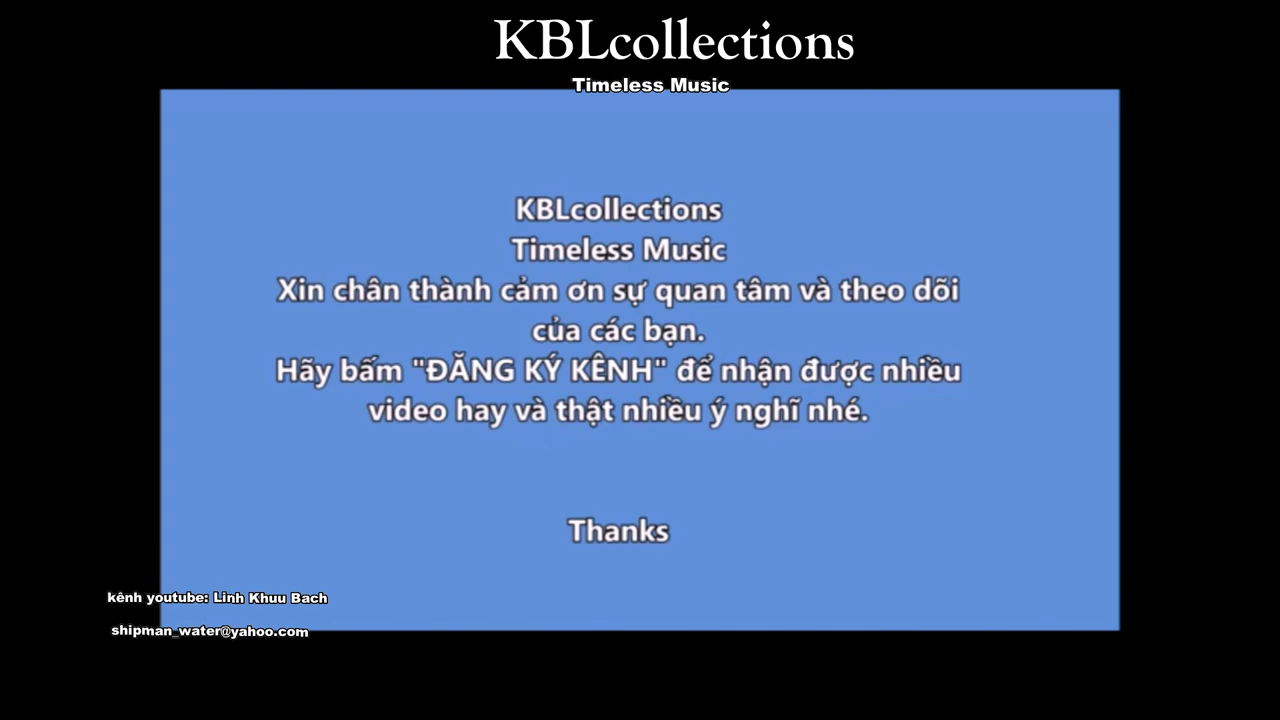 KBLcollections
Timeless Music
KBLcollections
Timeless Music
Xin chân thành cảm ơn sự quan tâm và theo dõi
của các bạn.
Hãy bấm "ĐĂNG KÝ KÊNH" để nhận được nhiều
video hay và thật nhiều ý nghĩ nhé.
Thanks
kênh youtube: Linh Khuu Bach
shipman_water@yahoo.com